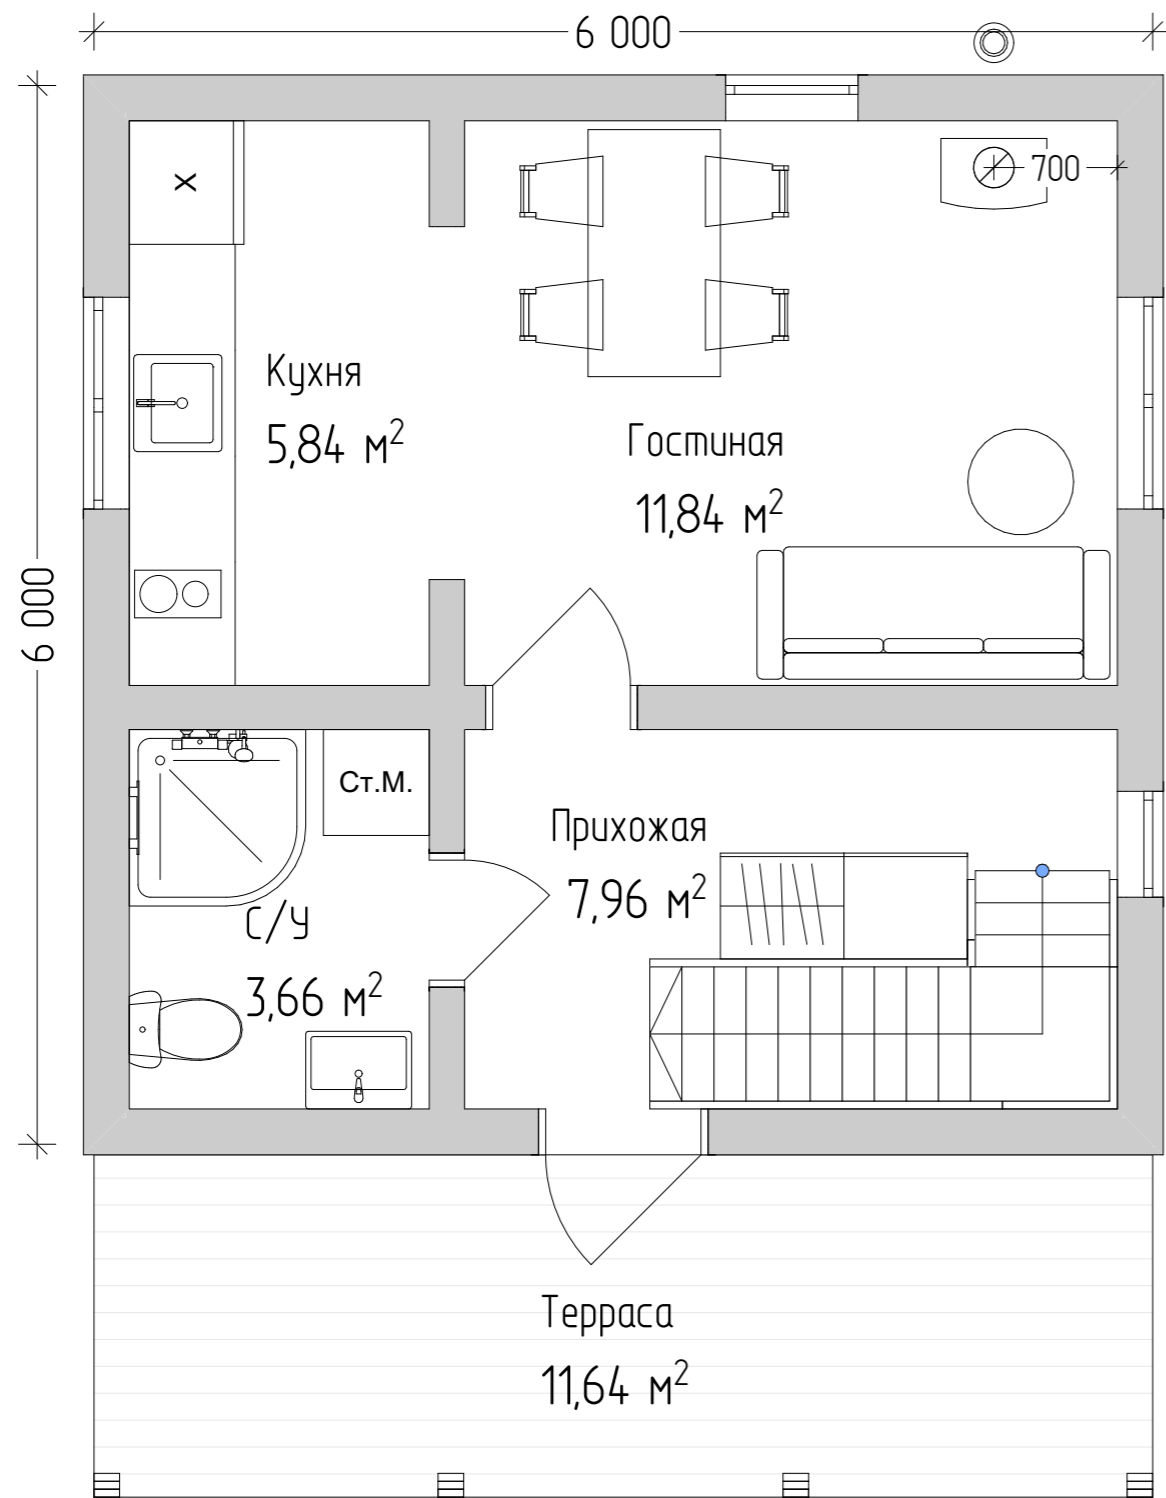 6 000
700
х
Кухня
5,84 м²
Гостиная
11,84 м²
6 000
Ст.М.
Прихожая
7,96 м²
С/У
3,66 м²
Терраса
11,64 м²